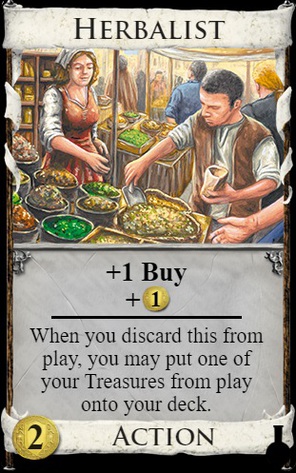 HERBALIST
+1 Buy
+ 1
When you discard this from
play, you may put one of
your Treasures from play
onto your deck.
2 ACTION